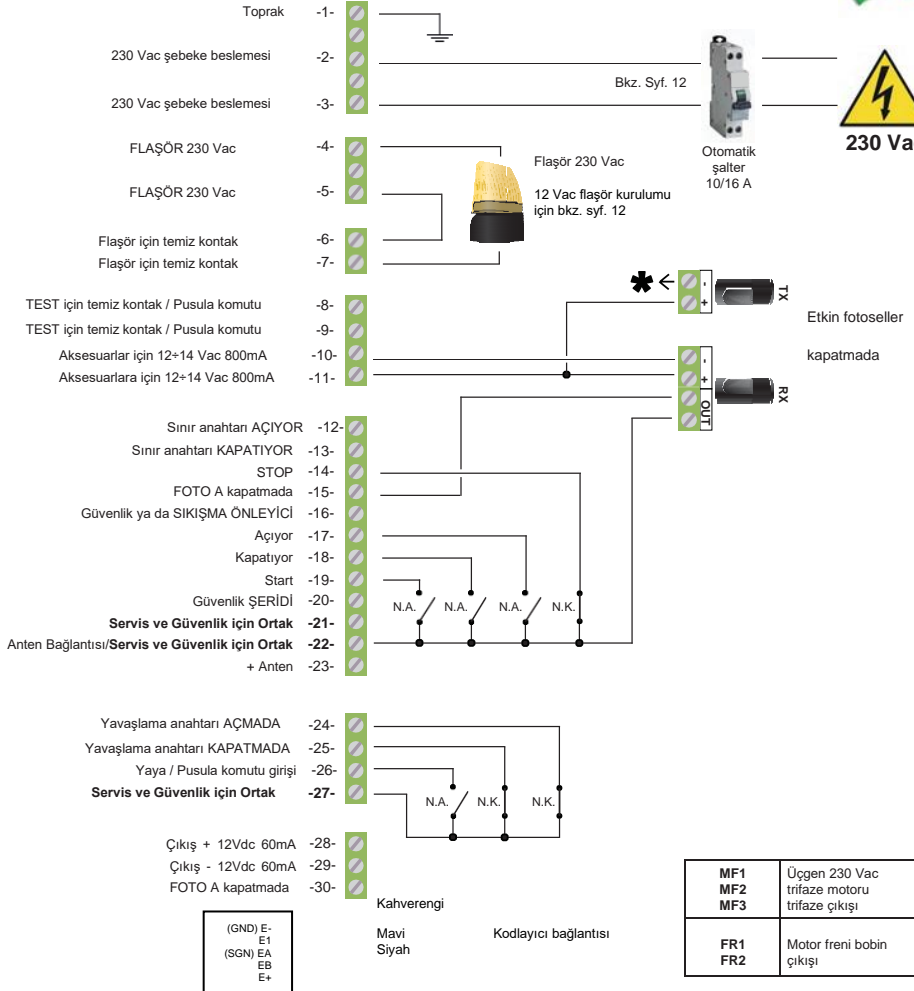 Toprak -1-
230 Vac şebeke beslemesi -2-
Bkz. Syf. 12
230 Vac şebeke beslemesi -3-
230 Va
Otomatik
şalter
10/16 A
FLAŞÖR 230 Vac -4-
Flaşör 230 Vac
FLAŞÖR 230 Vac -5-
12 Vac flaşör kurulumu
için bkz. syf. 12
Flaşör için temiz kontak -6-
Flaşör için temiz kontak -7-
- +
TX
TEST için temiz kontak / Pusula komutu -8-
TEST için temiz kontak / Pusula komutu -9-
Etkin fotoseller
kapatmada
Aksesuarlar için 12÷14 Vac 800mA -10-
Aksesuarlara için 12÷14 Vac 800mA -11-
- +
OUT
RX
Sınır anahtarı AÇIYOR -12-
Sınır anahtarı KAPATIYOR -13-
STOP -14-
FOTO A kapatmada -15-
Güvenlik ya da SIKIŞMA ÖNLEYİCİ -16-
Açıyor -17-
Kapatıyor -18-
Start -19-
Güvenlik ŞERİDİ -20-
N.A. N.A. N.A. N.K.
Servis ve Güvenlik için Ortak -21-
Anten Bağlantısı/Servis ve Güvenlik için Ortak -22-
+ Anten -23-
Yavaşlama anahtarı AÇMADA -24-
Yavaşlama anahtarı KAPATMADA -25-
Yaya / Pusula komutu girişi -26-
Servis ve Güvenlik için Ortak -27-
N.A. N.K. N.K.
Çıkış + 12Vdc 60mA -28-
Çıkış - 12Vdc 60mA -29-
FOTO A kapatmada -30-
Kahverengi
Mavi
Siyah
Kodlayıcı bağlantısı
(GND) E-
E1
(SGN) EA
EB
E+
MF1 Üçgen 230 Vac
MF2 trifaze motoru
MF3 trifaze çıkışı
FR1 Motor freni bobin
FR2 çıkışı